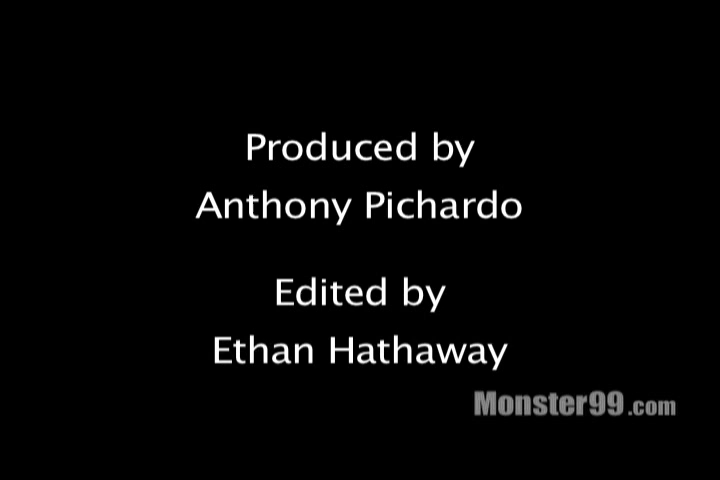 Produced by
Anthony Pichardo
Edited by
Ethan Hathaway
Monster99.com